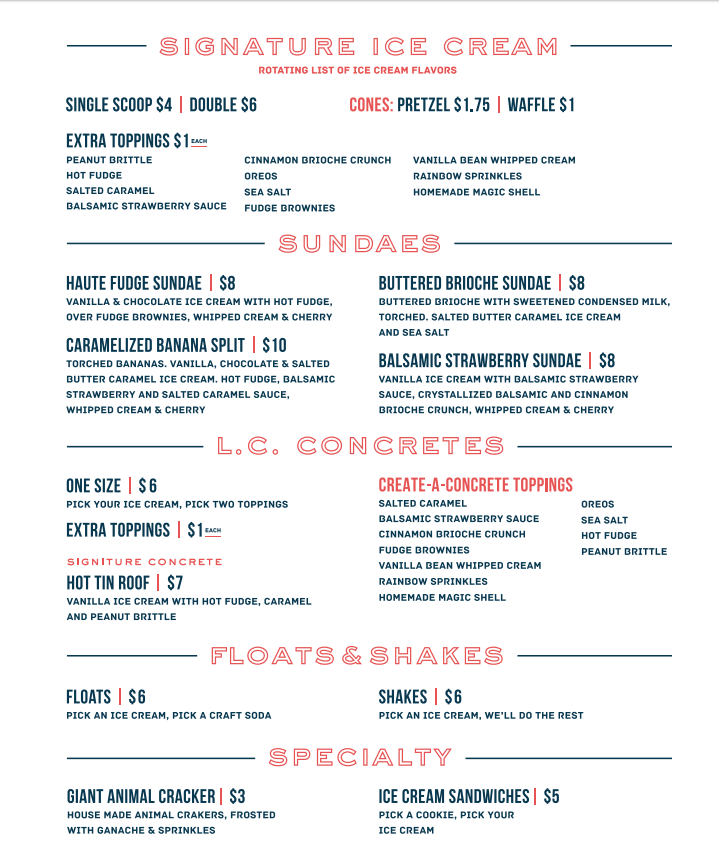 SIGNATURE ICE CREAM
ROTATING LIST OF ICE CREAM FLAVORS
SINGLE SCOOP $4 | DOUBLE $6
CONES: PRETZEL $1.75 | WAFFLE $1
EXTRA TOPPINGS $1 EACH
PEANUT BRITTLE
HOT FUDGE
SALTED CARAMEL
BALSAMIC STRAWBERRY SAUCE
CINNAMON BRIOCHE CRUNCH
OREOS
SEA SALT
FUDGE BROWNIES
VANILLA BEAN WHIPPED CREAM
RAINBOW SPRINKLES
HOMEMADE MAGIC SHELL
SUNDAES
HAUTE FUDGE SUNDAE | $8
VANILLA & CHOCOLATE ICE CREAM WITH HOT FUDGE,
OVER FUDGE BROWNIES, WHIPPED CREAM & CHERRY
CARAMELIZED BANANA SPLIT | $10
TORCHED BANANAS. VANILLA, CHOCOLATE & SALTED
BUTTER CARAMEL ICE CREAM. HOT FUDGE, BALSAMIC
STRAWBERRY AND SALTED CARAMEL SAUCE,
WHIPPED CREAM & CHERRY
BUTTERED BRIOCHE SUNDAE | $8
BUTTERED BRIOCHE WITH SWEETENED CONDENSED MILK,
TORCHED. SALTED BUTTER CARAMEL ICE CREAM
AND SEA SALT
BALSAMIC STRAWBERRY SUNDAE | $8
VANILLA ICE CREAM WITH BALSAMIC STRAWBERRY
SAUCE, CRYSTALLIZED BALSAMIC AND CINNAMON
BRIOCHE CRUNCH, WHIPPED CREAM & CHERRY
L.C. CONCRETES
ONE SIZE | $6
PICK YOUR ICE CREAM, PICK TWO TOPPINGS
EXTRA TOPPINGS | $1 EACH
SIGNITURE CONCRETE
HOT TIN ROOF | $7
VANILLA ICE CREAM WITH HOT FUDGE, CARAMEL
AND PEANUT BRITTLE
CREATE-A-CONCRETE TOPPINGS
SALTED CARAMEL
BALSAMIC STRAWBERRY SAUCE
CINNAMON BRIOCHE CRUNCH
FUDGE BROWNIES
VANILLA BEAN WHIPPED CREAM
RAINBOW SPRINKLES
HOMEMADE MAGIC SHELL
OREOS
SEA SALT
HOT FUDGE
PEANUT BRITTLE
FLOATS & SHAKES
FLOATS | $6
PICK AN ICE CREAM, PICK A CRAFT SODA
SHAKES | $6
PICK AN ICE CREAM, WE'LL DO THE REST
SPECIALTY
GIANT ANIMAL CRACKER | $3
HOUSE MADE ANIMAL CRAKERS, FROSTED
WITH GANACHE & SPRINKLES
ICE CREAM SANDWICHES | $5
PICK A COOKIE, PICK YOUR
ICE CREAM